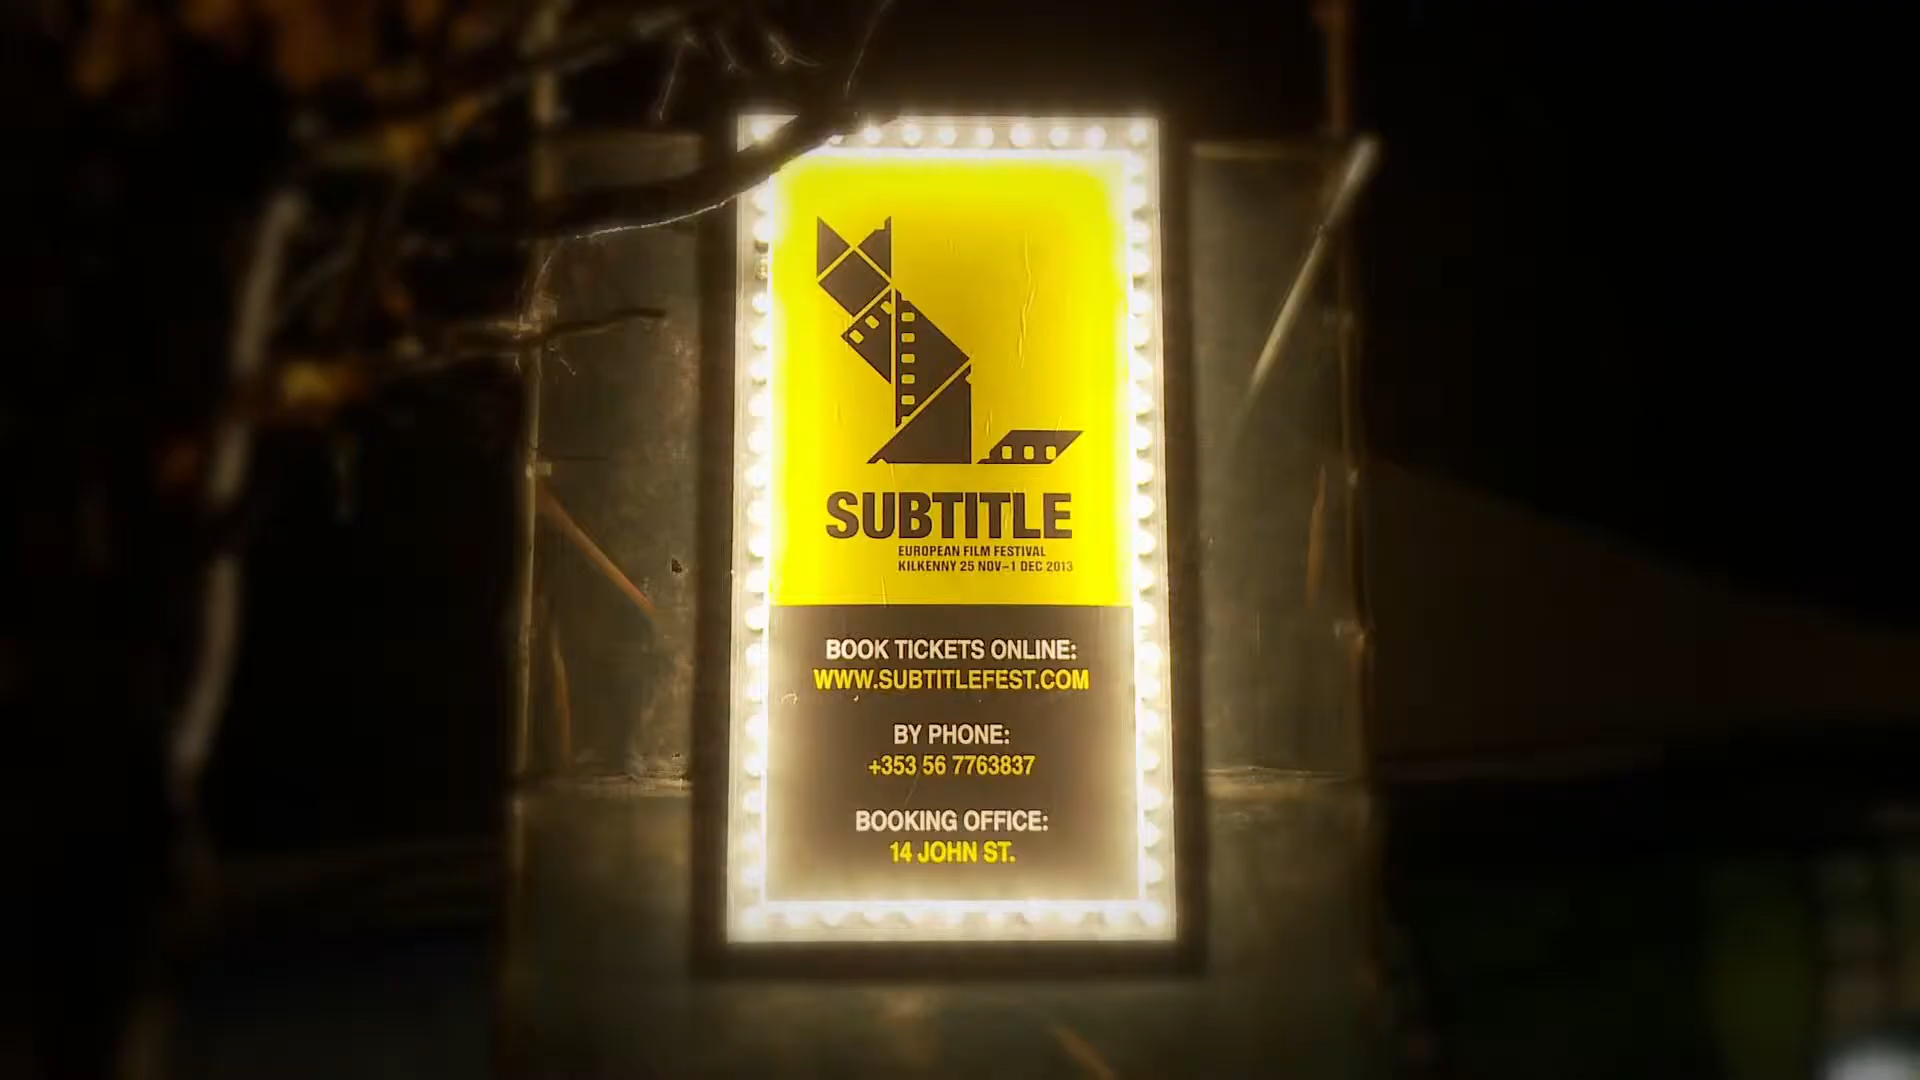 SUBTITLE
EUROPEAN FILM FESTIVAL
KILKENNY 25 NOV–1 DEC 2013
BOOK TICKETS ONLINE:
WWW.SUBTITLEFEST.COM
BY PHONE:
+353 56 7763837
BOOKING OFFICE:
14 JOHN ST.